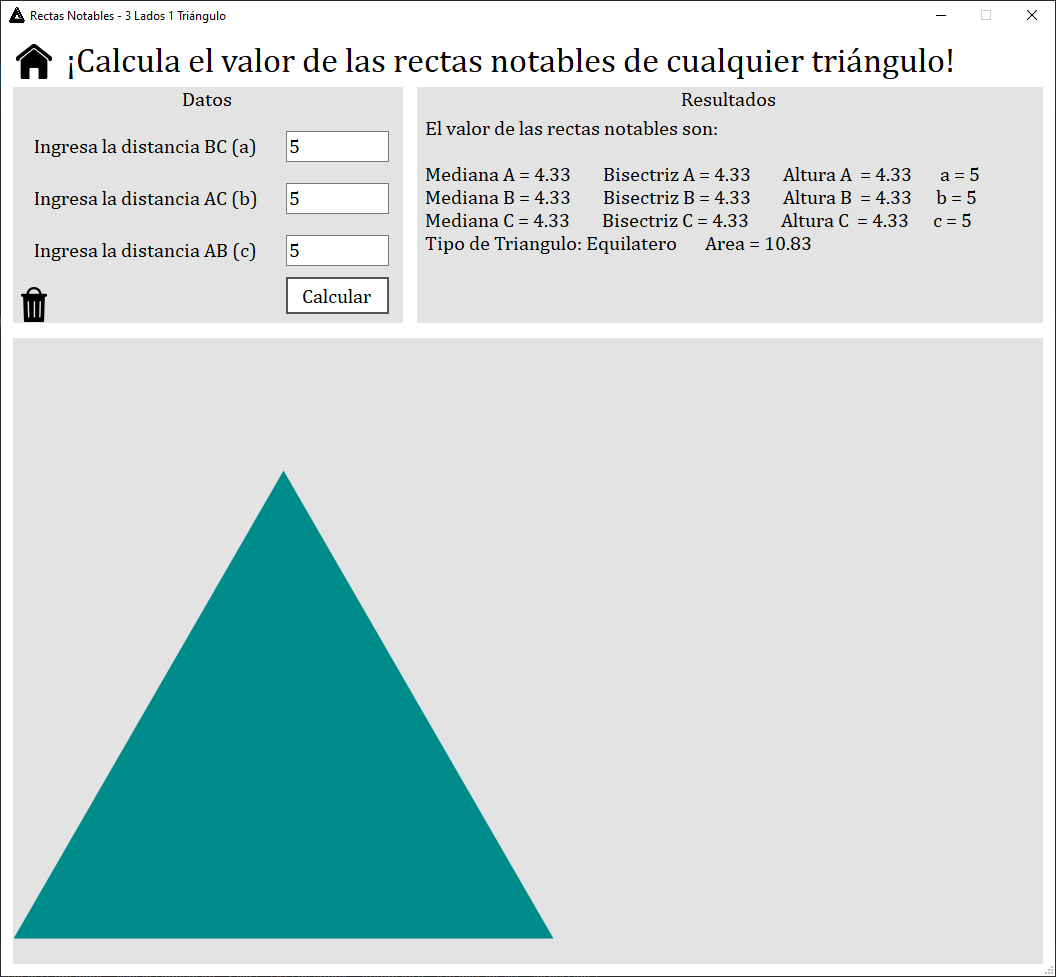 Rectas Notables - 3 Lados 1 Triángulo
¡Calcula el valor de las rectas notables de cualquier triángulo!
Datos
Ingresa la distancia BC (a) 5
Ingresa la distancia AC (b) 5
Ingresa la distancia AB (c) 5
Calcular
Resultados
El valor de las rectas notables son:
Mediana A = 4.33 Bisectriz A = 4.33 Altura A = 4.33 a = 5
Mediana B = 4.33 Bisectriz B = 4.33 Altura B = 4.33 b = 5
Mediana C = 4.33 Bisectriz C = 4.33 Altura C = 4.33 c = 5
Tipo de Triangulo: Equilatero Area = 10.83